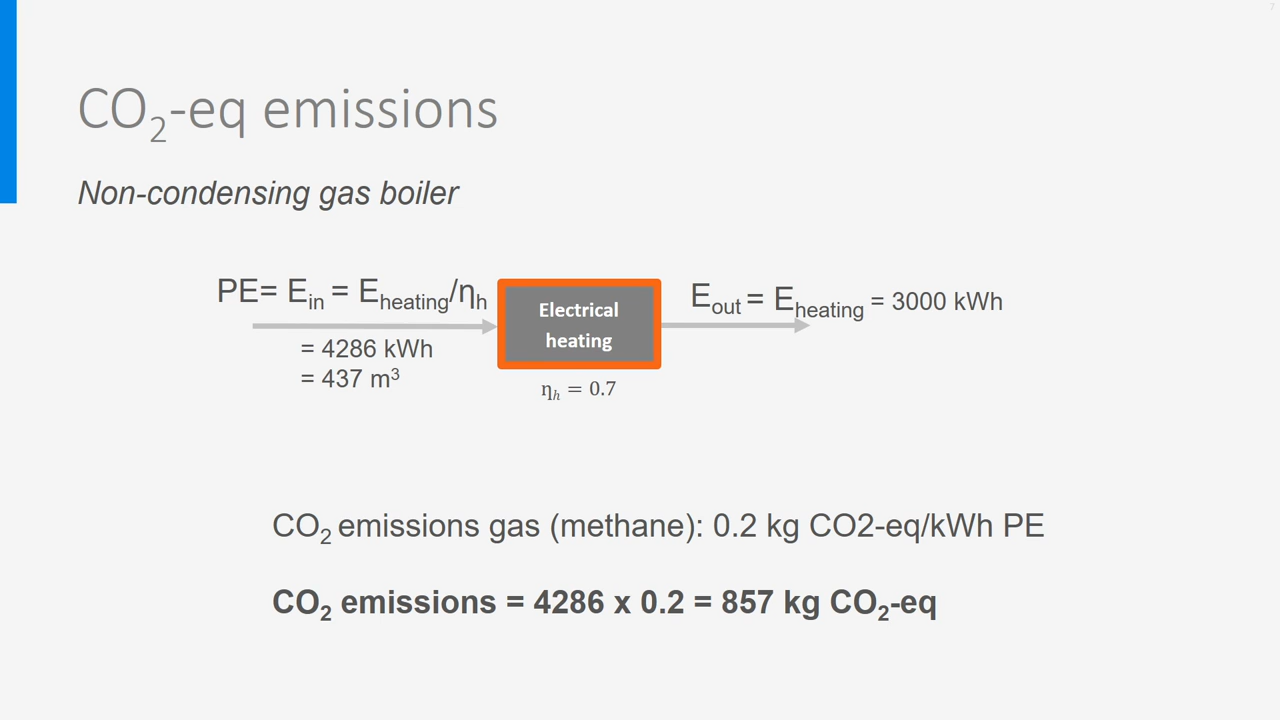 7
CO₂-eq emissions
Non-condensing gas boiler
PE= Ein = Eheating/ηh
= 4286 kWh
= 437 m³
Electrical
heating
ηh = 0.7
Eout = Eheating = 3000 kWh
CO₂ emissions gas (methane): 0.2 kg CO2-eq/kWh PE
CO₂ emissions = 4286 x 0.2 = 857 kg CO₂-eq